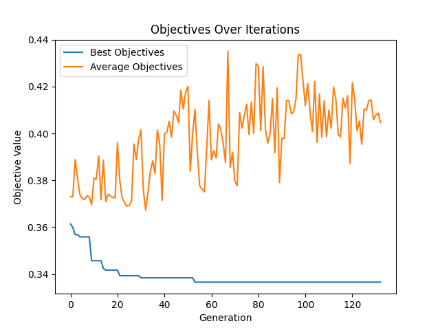 Objectives Over Iterations
Best Objectives
Average Objectives
Objective Value
0.44
0.42
0.40
0.38
0.36
0.34
0 20 40 60 80 100 120
Generation